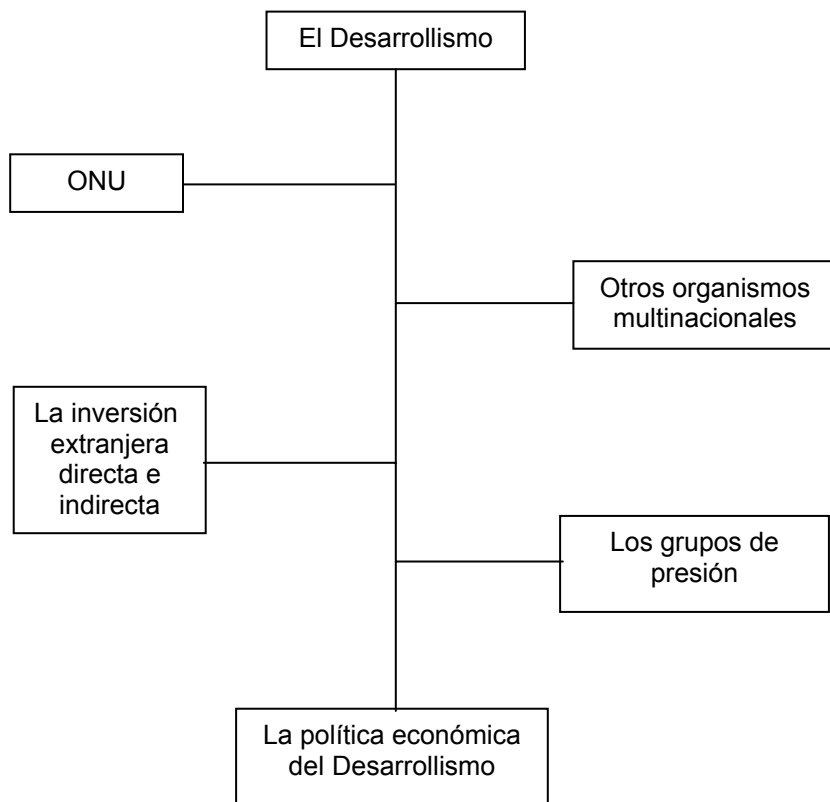 El Desarrollismo
ONU
Otros organismos
multinacionales
La inversión
extranjera
directa e
indirecta
Los grupos de
presión
La política económica
del Desarrollismo